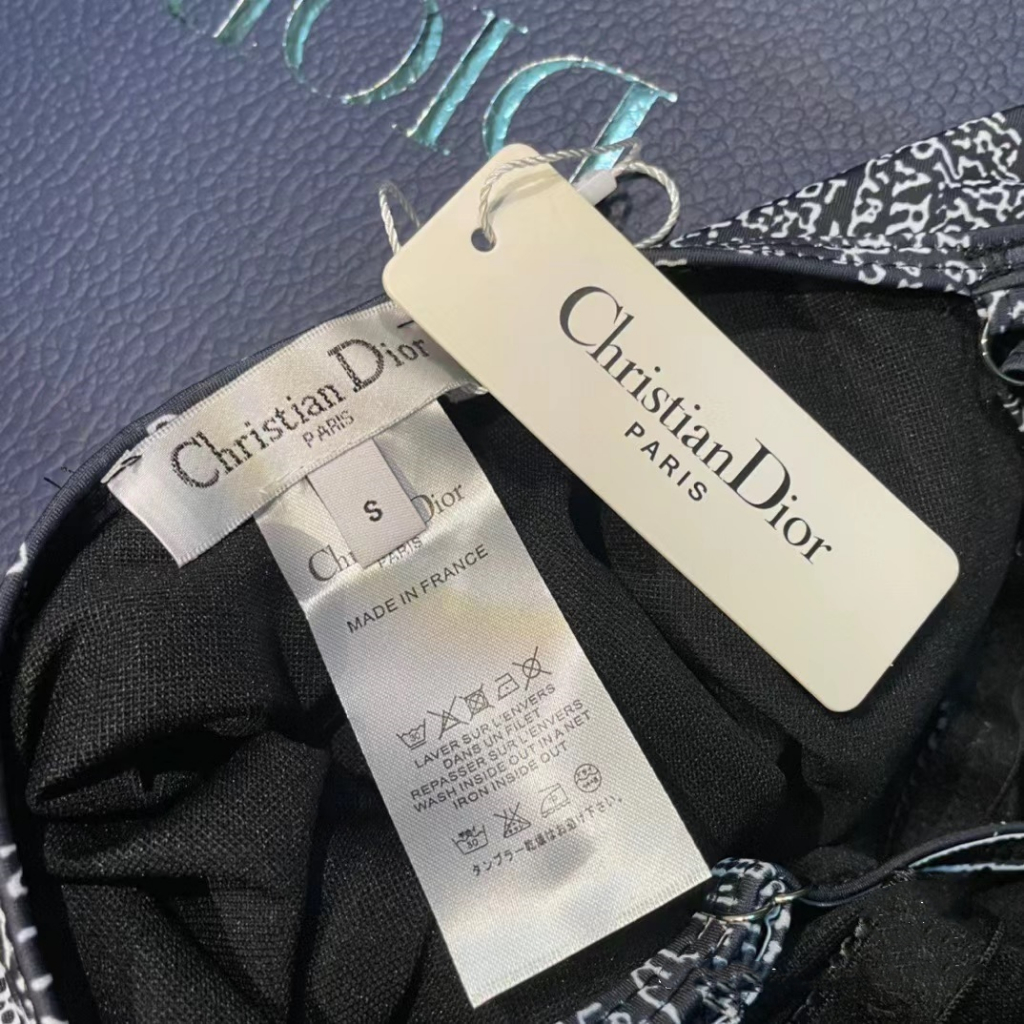 DIOR
Christian Dior
PARIS
Christian Dior
PARIS
S
Dior
PARIS
MADE IN FRANCE
LAVER SUR L'ENVERS
DANS UN FILET
REPASSER SUR L'ENVERS
WASH INSIDE OUT IN A NET
IRON INSIDE OUT
タンブラー乾燥はお避け下さい。